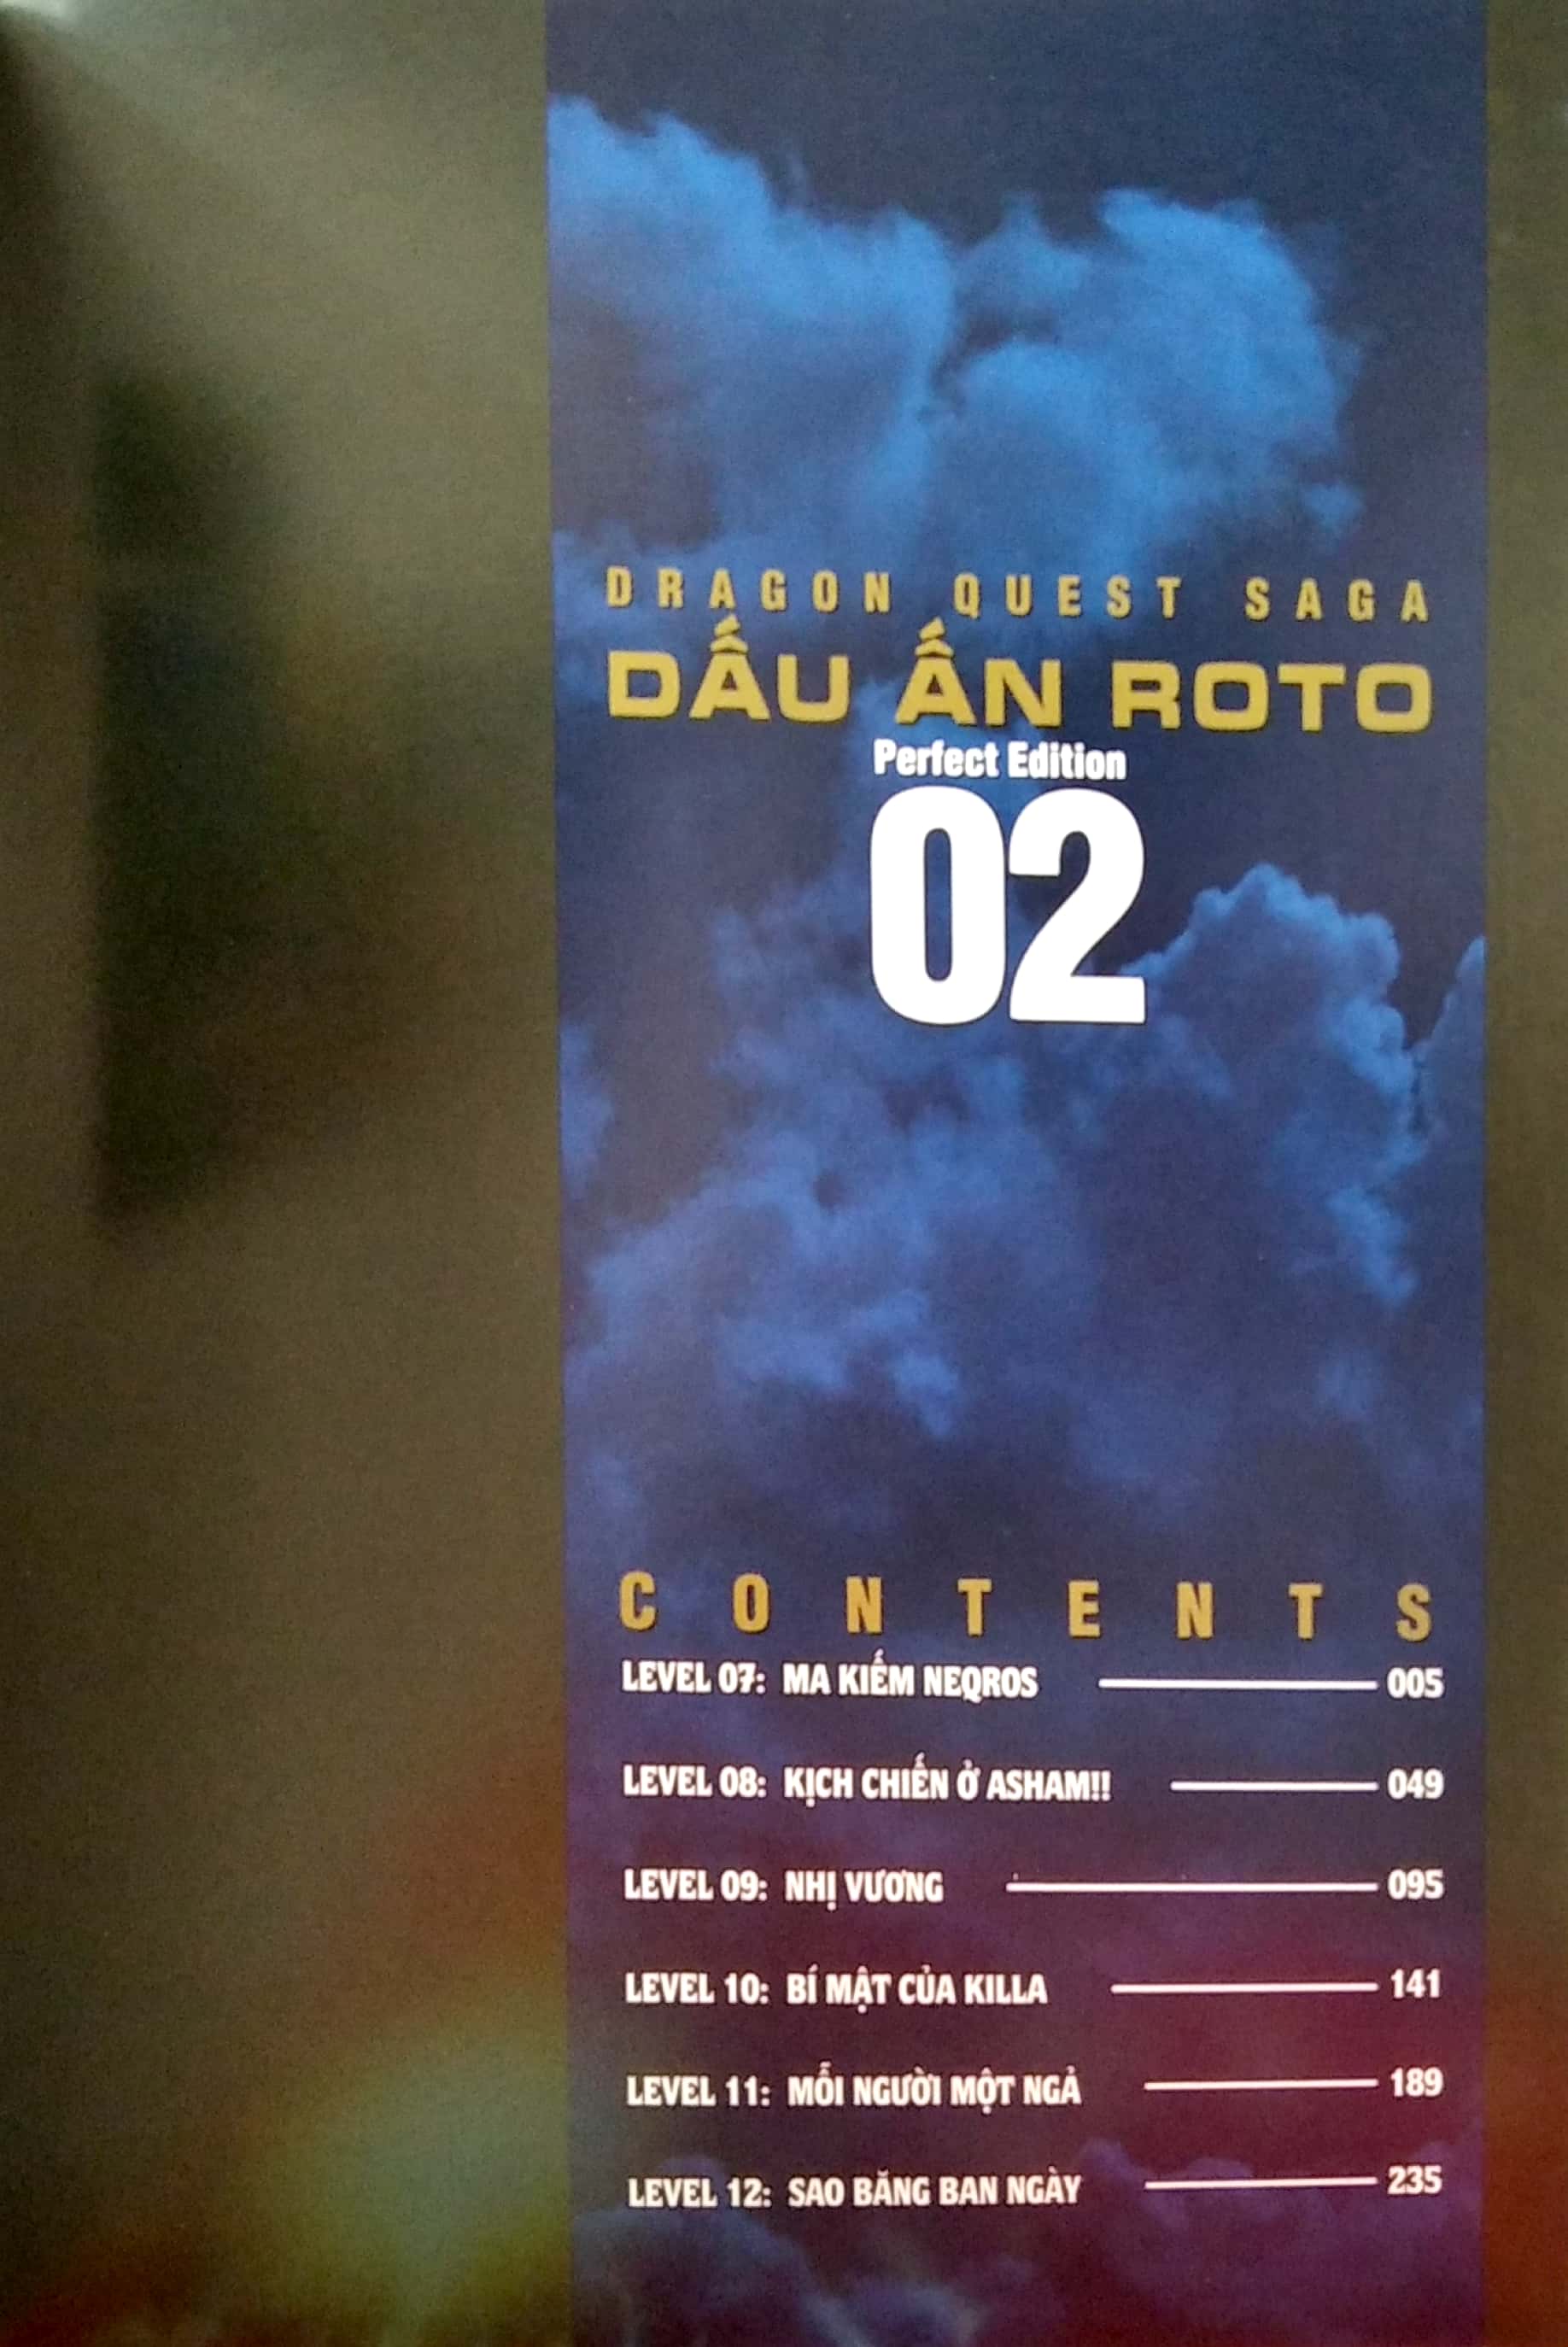 DRAGON QUEST SAGA
DẤU ẤN ROTO
Perfect Edition
02
CONTENTS
LEVEL 07: MA KIẾM NEQROS 005
LEVEL 08: KỊCH CHIẾN Ở ASHAM!! 049
LEVEL 09: NHỊ VƯƠNG 095
LEVEL 10: BÍ MẬT CỦA KILLA 141
LEVEL 11: MỖI NGƯỜI MỘT NGẢ 189
LEVEL 12: SAO BĂNG BAN NGÀY 235